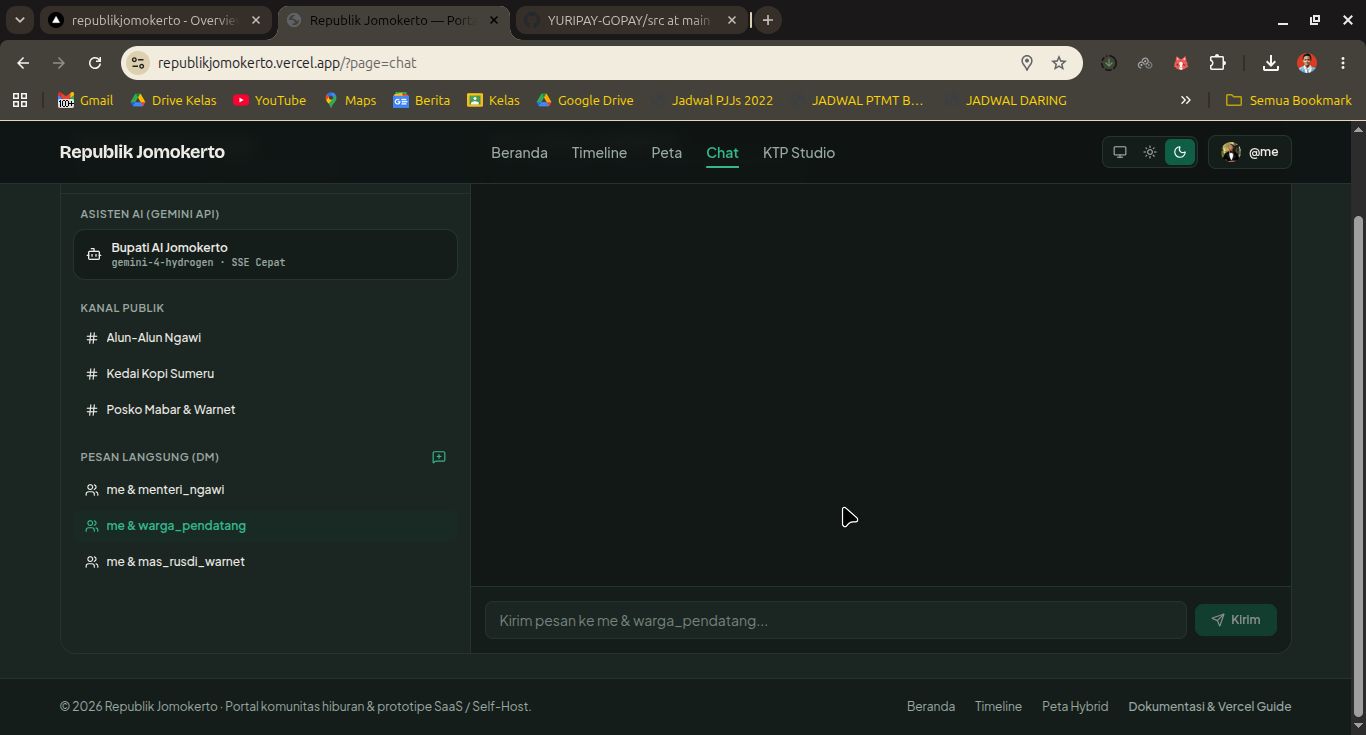 republikjomokerto - Overvie
Republik Jomokerto — Porta
YURIPAY-GOPAY/src at main
republikjomokerto.vercel.app/?page=chat
Gmail
Drive Kelas
YouTube
Maps
Berita
Kelas
Google Drive
Jadwal PJJs 2022
JADWAL PTMT B...
JADWAL DARING
Semua Bookmark
Republik Jomokerto
Beranda
Timeline
Peta
Chat
KTP Studio
@me
ASISTEN AI (GEMINI API)
Bupati AI Jomokerto
gemini-4-hydrogen · SSE Cepat
KANAL PUBLIK
# Alun-Alun Ngawi
# Kedai Kopi Sumeru
# Posko Mabar & Warnet
PESAN LANGSUNG (DM)
me & menteri_ngawi
me & warga_pendatang
me & mas_rusdi_warnet
Kirim pesan ke me & warga_pendatang...
Kirim
© 2026 Republik Jomokerto · Portal komunitas hiburan & prototipe SaaS / Self-Host.
Beranda
Timeline
Peta Hybrid
Dokumentasi & Vercel Guide